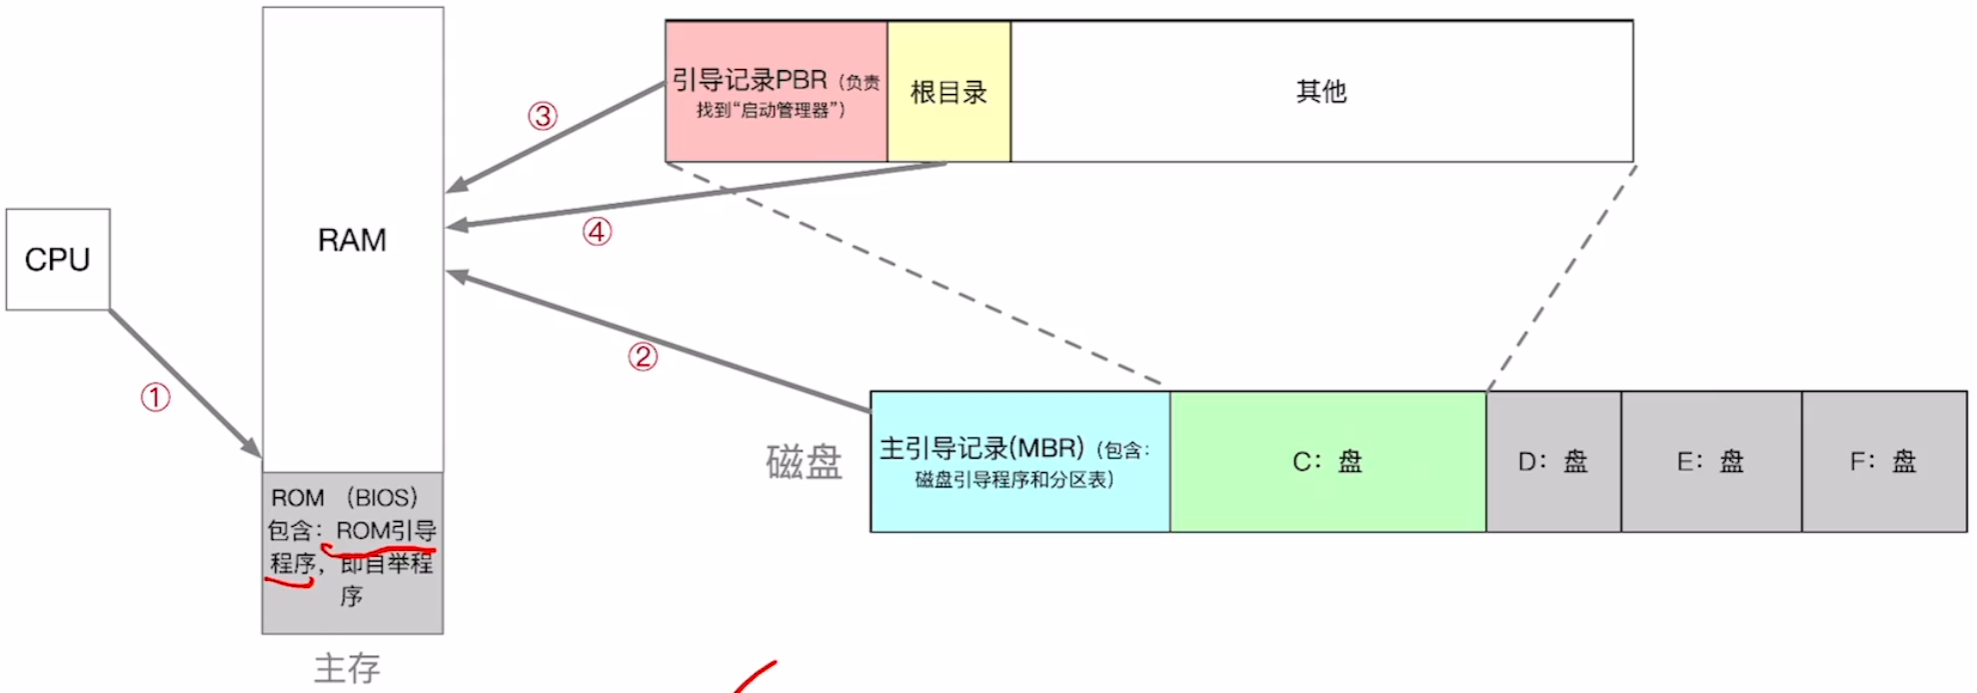 引导记录PBR（负责
找到“启动管理器”）
根目录
其他
③
④
RAM
CPU
②
①
磁盘
主引导记录(MBR)（包含：
磁盘引导程序和分区表）
C：盘
D：盘
E：盘
F：盘
ROM （BIOS）
包含：ROM引导
程序，即自举程
序
主存